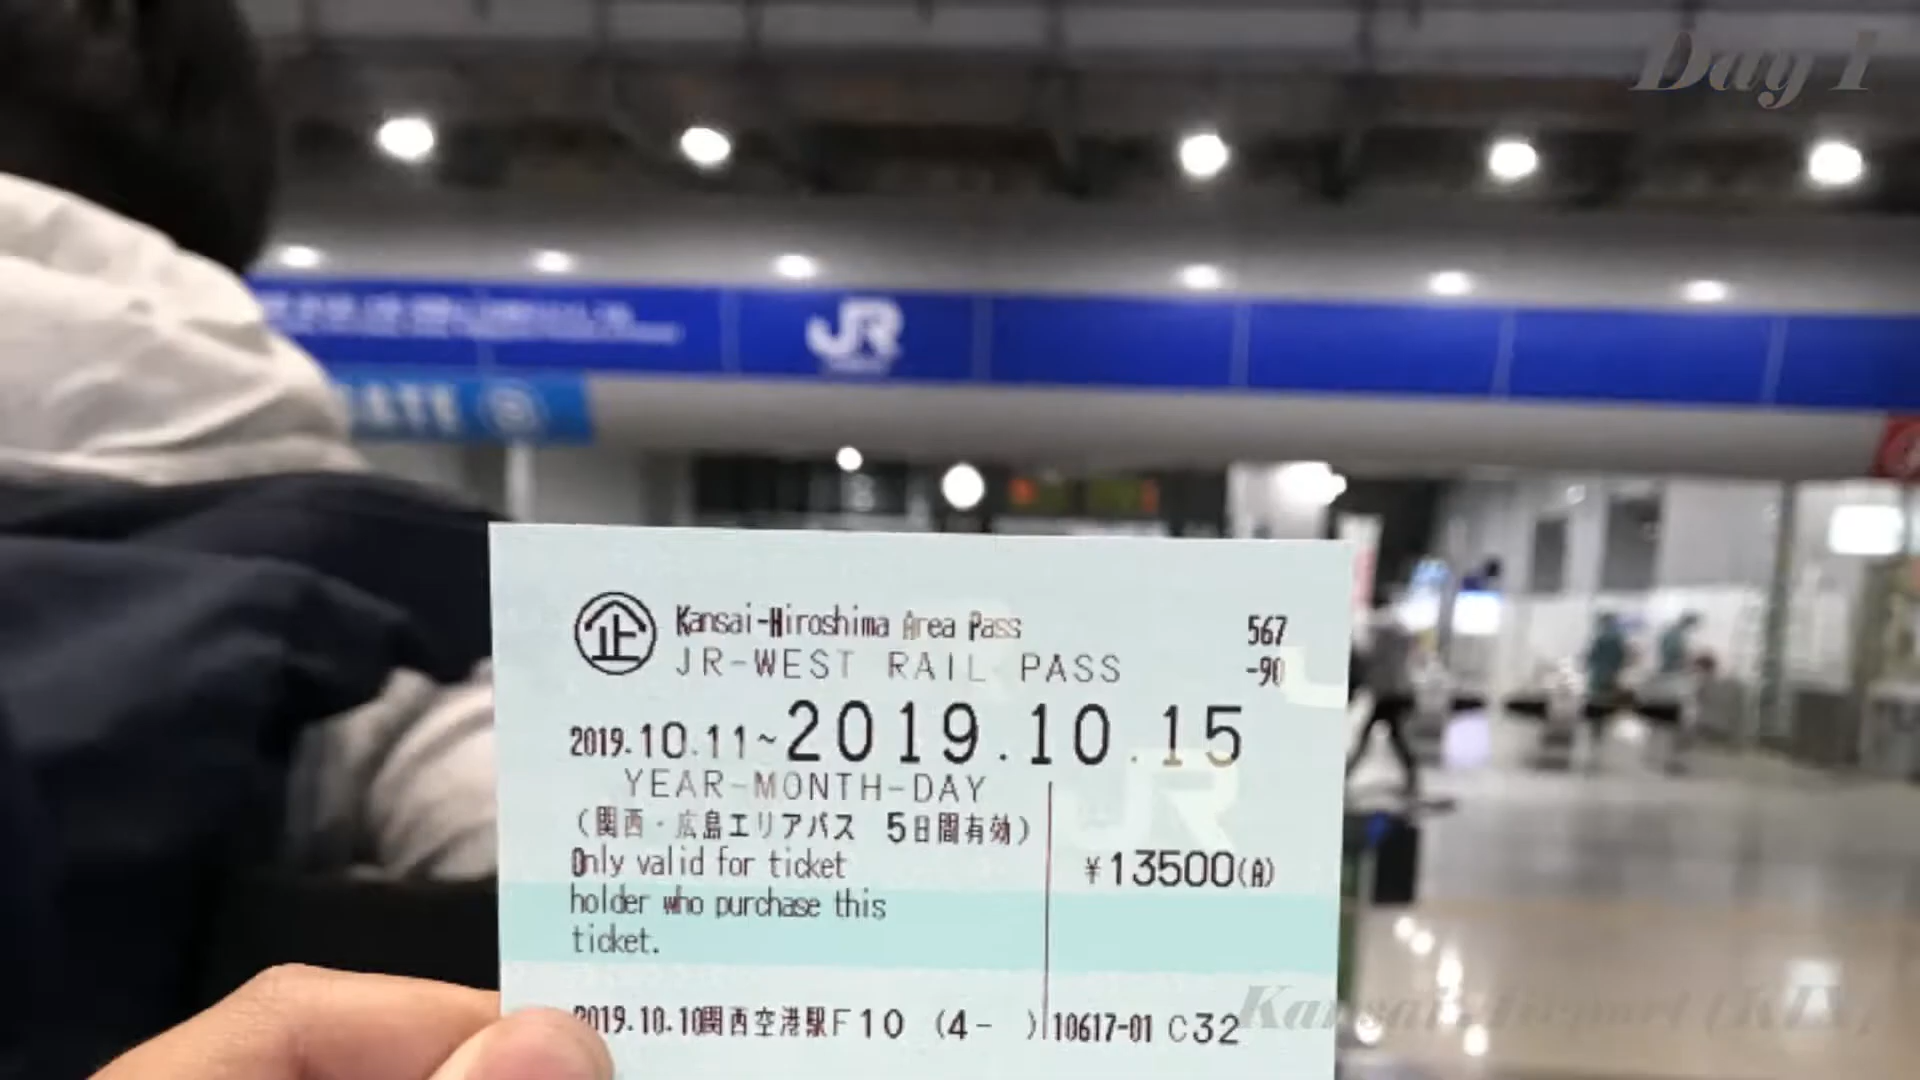 Day 1
JR
Kansai-Hiroshima Area Pass
567
JR-WEST RAIL PASS
-90
2019.10.11~2019.10.15
YEAR-MONTH-DAY
(関西・広島エリアパス 5日間有効)
Only valid for ticket
holder who purchase this
ticket.
¥13500(A)
2019.10.10関西空港駅F10 (4- ) 10617-01 C32
Kansai Airport (KIX)